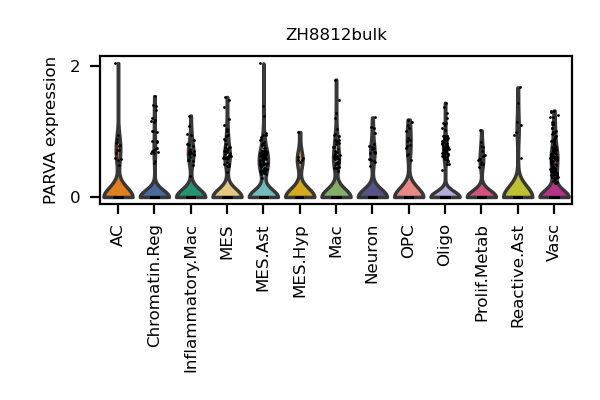 ZH8812bulk
PARVA expression
2
0
AC
Chromatin.Reg
Inflammatory.Mac
MES
MES.Ast
MES.Hyp
Mac
Neuron
OPC
Oligo
Prolif.Metab
Reactive.Ast
Vasc